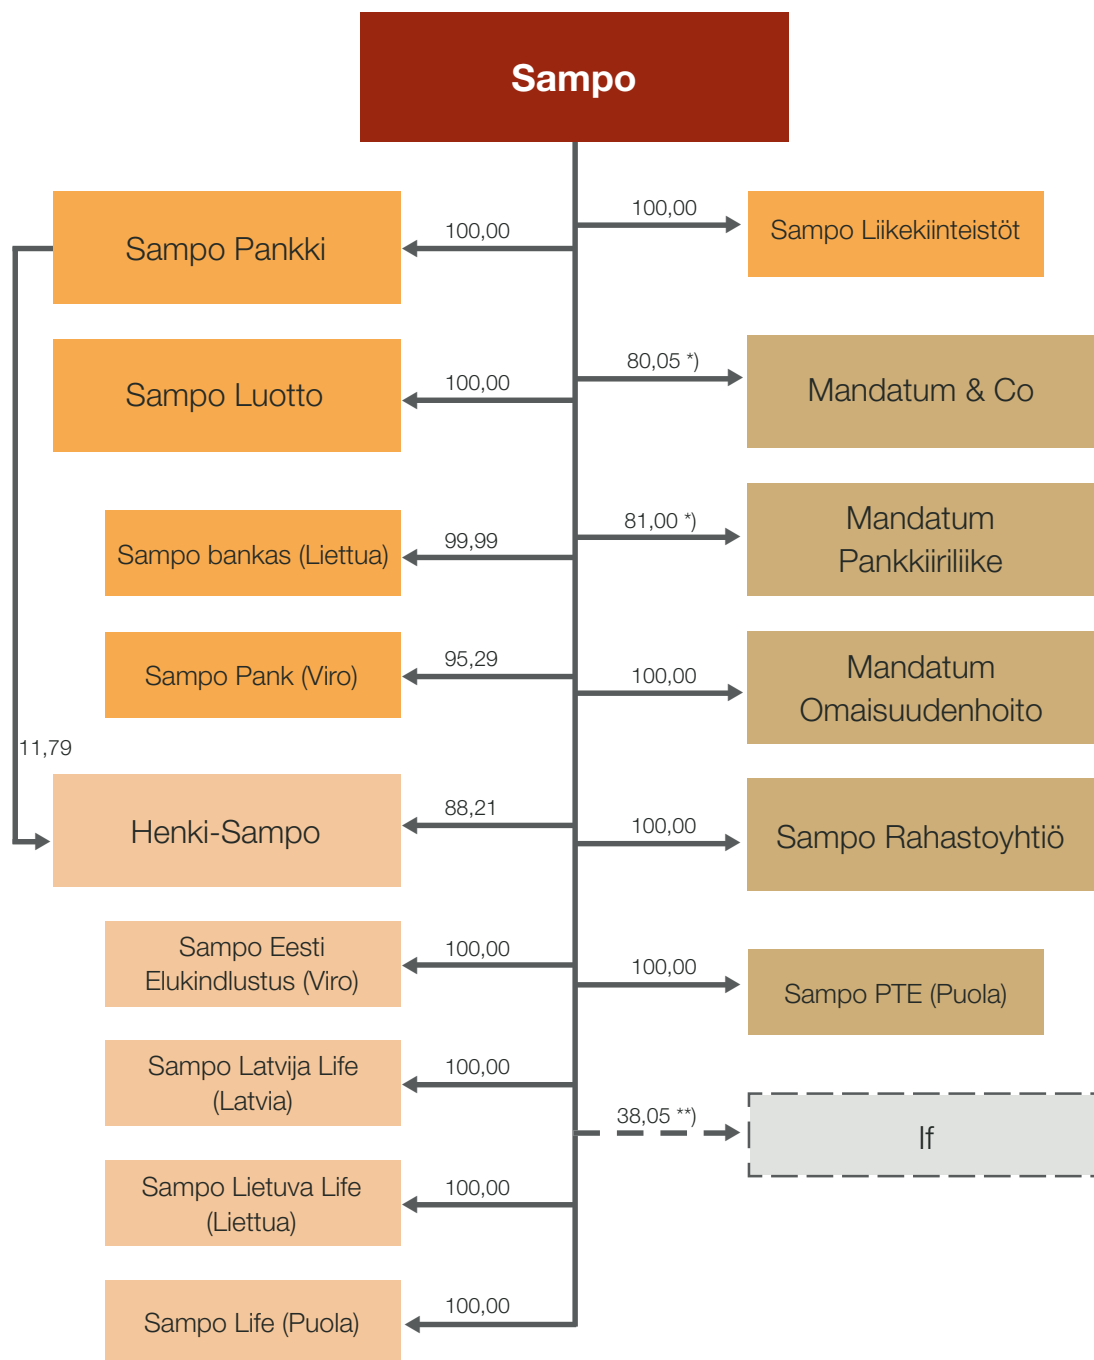 Sampo
100,00
Sampo Pankki
100,00
Sampo Liikekiinteistöt
Sampo Luotto
100,00
80,05 *)
Mandatum & Co
Sampo bankas (Liettua)
99,99
81,00 *)
Mandatum
Pankkiiriliike
Sampo Pank (Viro)
95,29
100,00
Mandatum
Omaisuudenhoito
11,79
Henki-Sampo
88,21
100,00
Sampo Rahastoyhtiö
Sampo Eesti
Elukindlustus (Viro)
100,00
100,00
Sampo PTE (Puola)
Sampo Latvija Life
(Latvia)
100,00
38,05 **)
If
Sampo Lietuva Life
(Liettua)
100,00
Sampo Life (Puola)
100,00